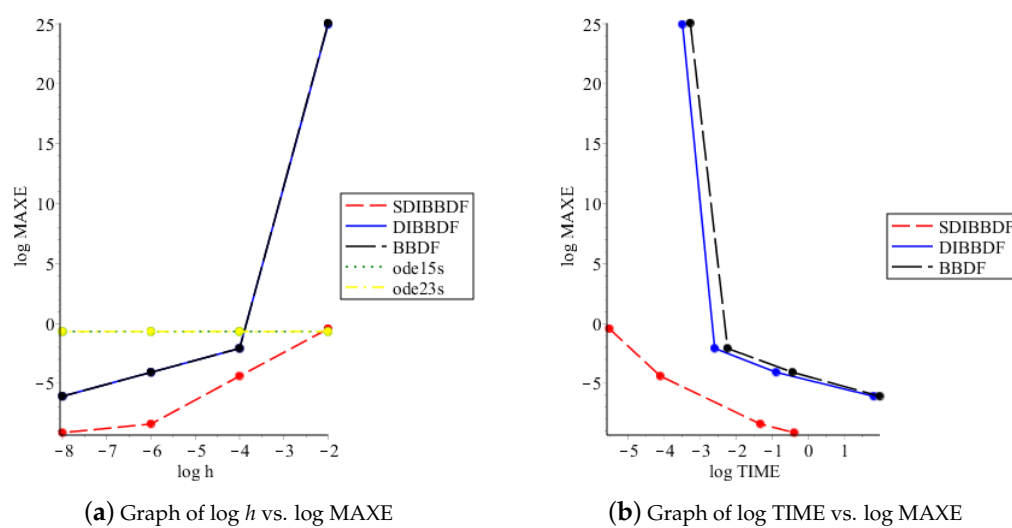 25
20
15
10
5
0
−5
log MAXE
−8 −7 −6 −5 −4 −3 −2
log h
SDIBBDF
DIBBDF
BBDF
ode15s
ode23s
(a) Graph of log h vs. log MAXE
25
20
15
10
5
0
−5
log MAXE
−5 −4 −3 −2 −1 0 1
log TIME
SDIBBDF
DIBBDF
BBDF
(b) Graph of log TIME vs. log MAXE